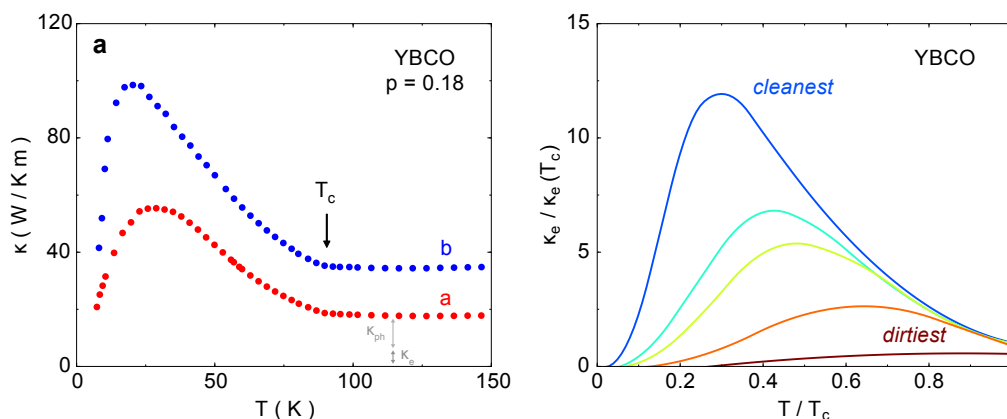 a
YBCO
p = 0.18
T_c
b
a
κ_ph
κ_e
κ ( W / K m )
120
80
40
0
0
50
100
150
T ( K )
YBCO
cleanest
dirtiest
κ_e / κ_e (T_c)
15
10
5
0
0
0.2
0.4
0.6
0.8
T / T_c